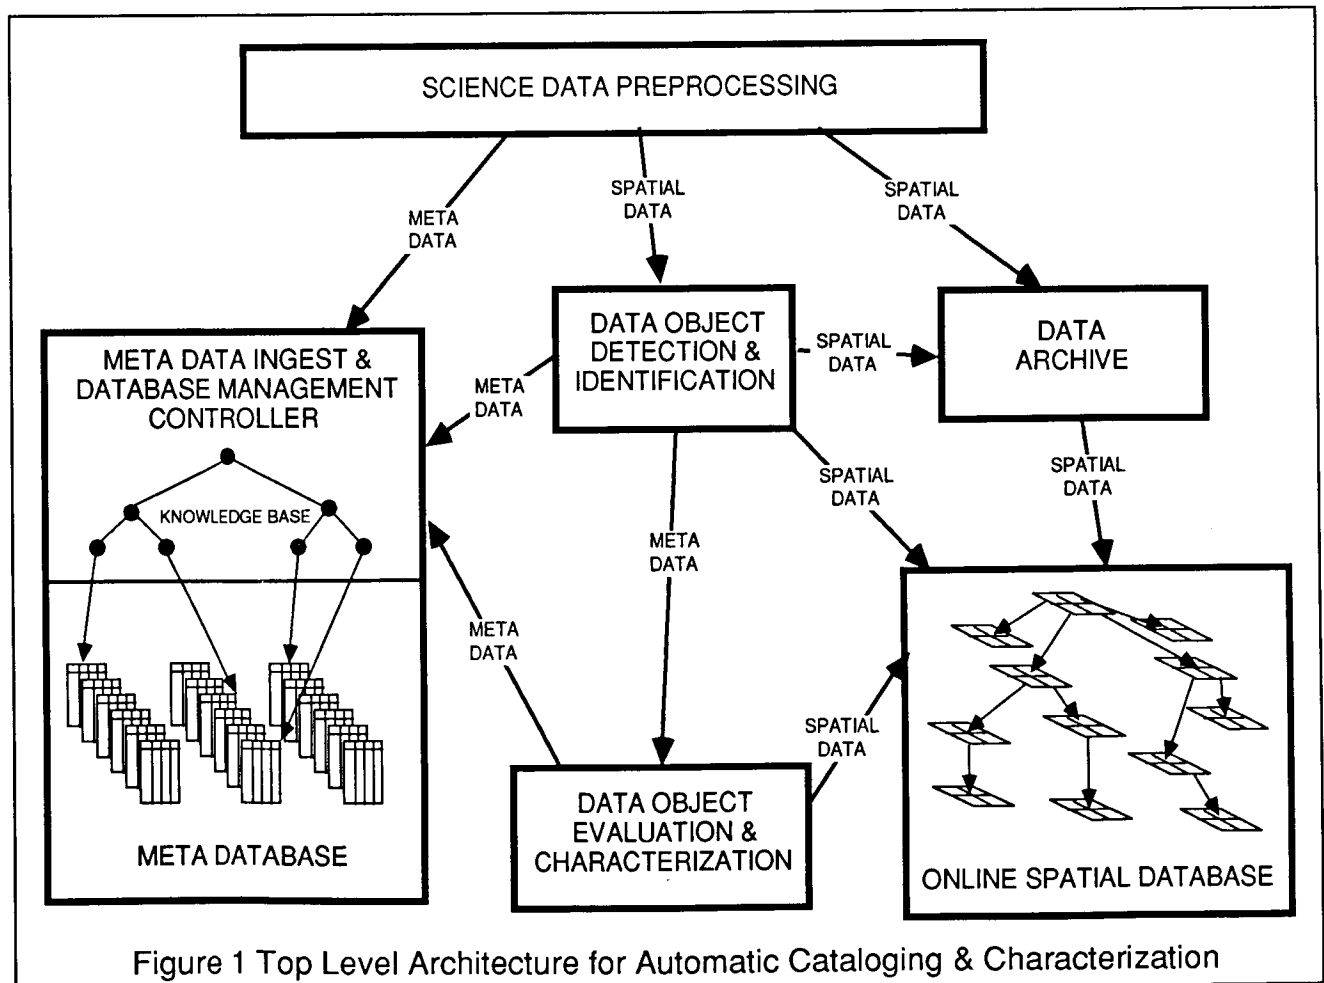 SCIENCE DATA PREPROCESSING
META
DATA
SPATIAL
DATA
SPATIAL
DATA
DATA OBJECT
DETECTION &
IDENTIFICATION
SPATIAL
DATA
DATA
ARCHIVE
META DATA INGEST &
DATABASE MANAGEMENT
CONTROLLER
META
DATA
KNOWLEDGE BASE
SPATIAL
DATA
SPATIAL
DATA
META
DATA
META
DATA
SPATIAL
DATA
META DATABASE
DATA OBJECT
EVALUATION &
CHARACTERIZATION
ONLINE SPATIAL DATABASE
Figure 1 Top Level Architecture for Automatic Cataloging & Characterization